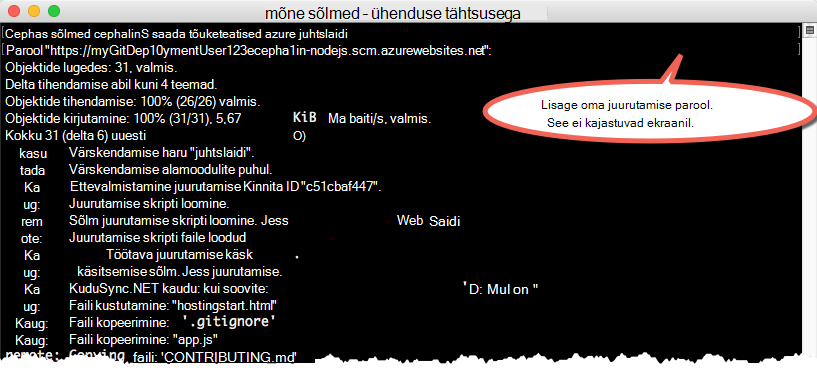 mõne sõlmed - ühenduse tähtsusega
[Cephas sõlmed cephalinS saada tõuketeatised azure juhtslaidi ]
[Parool "https://myGitDep10ymentUser123ecepha1in-nodejs.scm.azurewebsites.net": ]
Objektide lugedes: 31, valmis.
Delta tihendamise abil kuni 4 teemad.
Objektide tihendamise: 100% (26/26) valmis.
Objektide kirjutamine: 100% (31/31), 5,67 KiB Ma baiti/s, valmis.
Kokku 31 (delta 6) uuesti O)
kasu Värskendamise haru "juhtslaidi".
tada Värskendamise alamoodulite puhul.
Ka Ettevalmistamine juurutamise Kinnita ID "c51cbaf447".
ug: Juurutamise skripti loomine.
rem Sõlm juurutamise skripti loomine. Jess Web Saidi
ote: Juurutamise skripti faile loodud
Ka Töötava juurutamise käsk .
ug: käsitsemise sõlm. Jess juurutamise.
Ka KuduSync.NET kaudu: kui soovite: 'D: Mul on "
ug: Faili kustutamine: "hostingstart.html"
Kaug: Faili kopeerimine: '.gitignore'
Kaug: Faili kopeerimine: "app.js"
remote: Copying faili: 'CONTRIBUTING.md'
Lisage oma juurutamise parool.
See ei kajastuvad ekraanil.